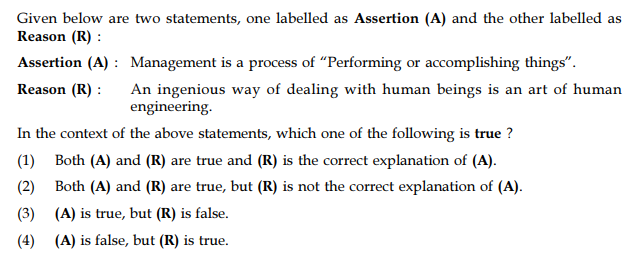 Given below are two statements, one labelled as Assertion (A) and the other labelled as
Reason (R) :
Assertion (A) : Management is a process of “Performing or accomplishing things”.
Reason (R) : An ingenious way of dealing with human beings is an art of human
engineering.
In the context of the above statements, which one of the following is true ?
(1) Both (A) and (R) are true and (R) is the correct explanation of (A).
(2) Both (A) and (R) are true, but (R) is not the correct explanation of (A).
(3) (A) is true, but (R) is false.
(4) (A) is false, but (R) is true.